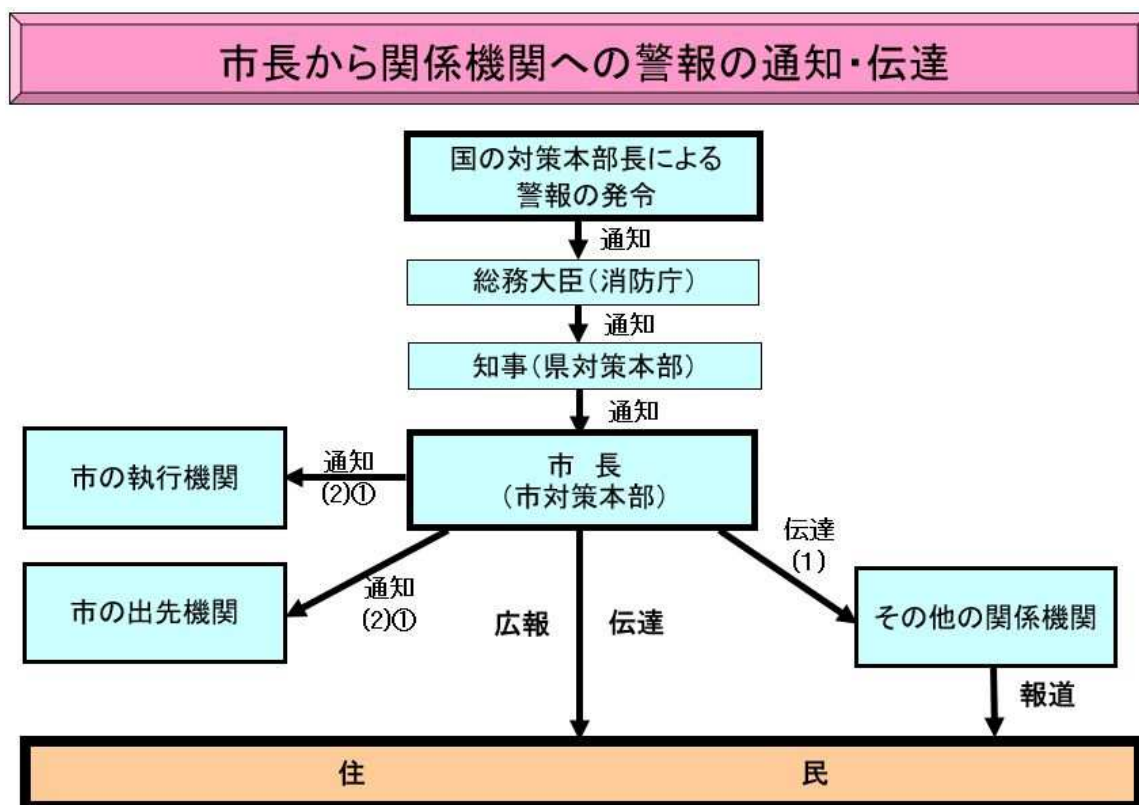 市長から関係機関への警報の通知・伝達
国の対策本部長による
警報の発令
通知
総務大臣(消防庁)
通知
知事(県対策本部)
通知
市の執行機関
通知
(2)①
市 長
(市対策本部)
伝達
(1)
市の出先機関
通知
(2)①
広報
伝達
その他の関係機関
報道
住 民